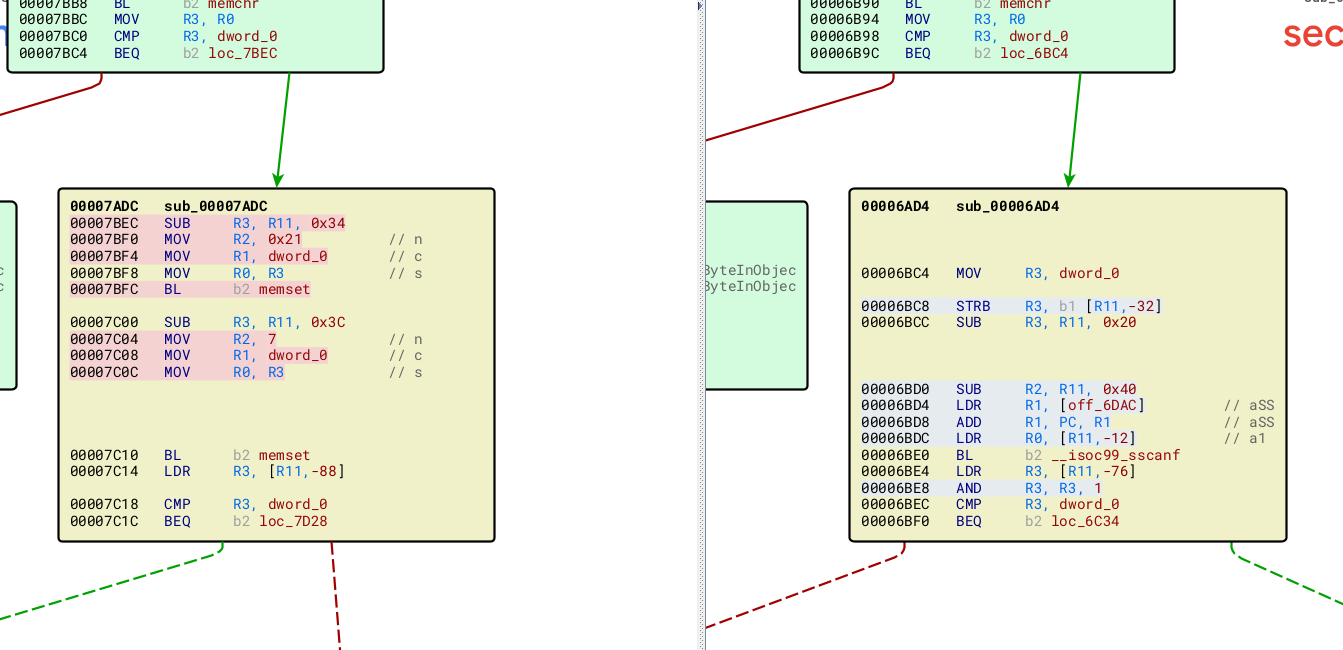 00007BB8 BL b2 memchr
00007BBC MOV R3, R0
00007BC0 CMP R3, dword_0
00007BC4 BEQ b2 loc_7BEC
00007ADC sub_00007ADC
00007BEC SUB R3, R11, 0x34
00007BF0 MOV R2, 0x21 // n
00007BF4 MOV R1, dword_0 // c
00007BF8 MOV R0, R3 // s
00007BFC BL b2 memset
00007C00 SUB R3, R11, 0x3C
00007C04 MOV R2, 7 // n
00007C08 MOV R1, dword_0 // c
00007C0C MOV R0, R3 // s
00007C10 BL b2 memset
00007C14 LDR R3, [R11,-88]
00007C18 CMP R3, dword_0
00007C1C BEQ b2 loc_7D28
00006B90 BL b2 memchr
00006B94 MOV R3, R0
00006B98 CMP R3, dword_0
00006B9C BEQ b2 loc_6BC4
sec
ByteInObjec
ByteInObjec
00006AD4 sub_00006AD4
00006BC4 MOV R3, dword_0
00006BC8 STRB R3, b1 [R11,-32]
00006BCC SUB R3, R11, 0x20
00006BD0 SUB R2, R11, 0x40
00006BD4 LDR R1, [off_6DAC] // aSS
00006BD8 ADD R1, PC, R1 // aSS
00006BDC LDR R0, [R11,-12] // a1
00006BE0 BL b2 __isoc99_sscanf
00006BE4 LDR R3, [R11,-76]
00006BE8 AND R3, R3, 1
00006BEC CMP R3, dword_0
00006BF0 BEQ b2 loc_6C34